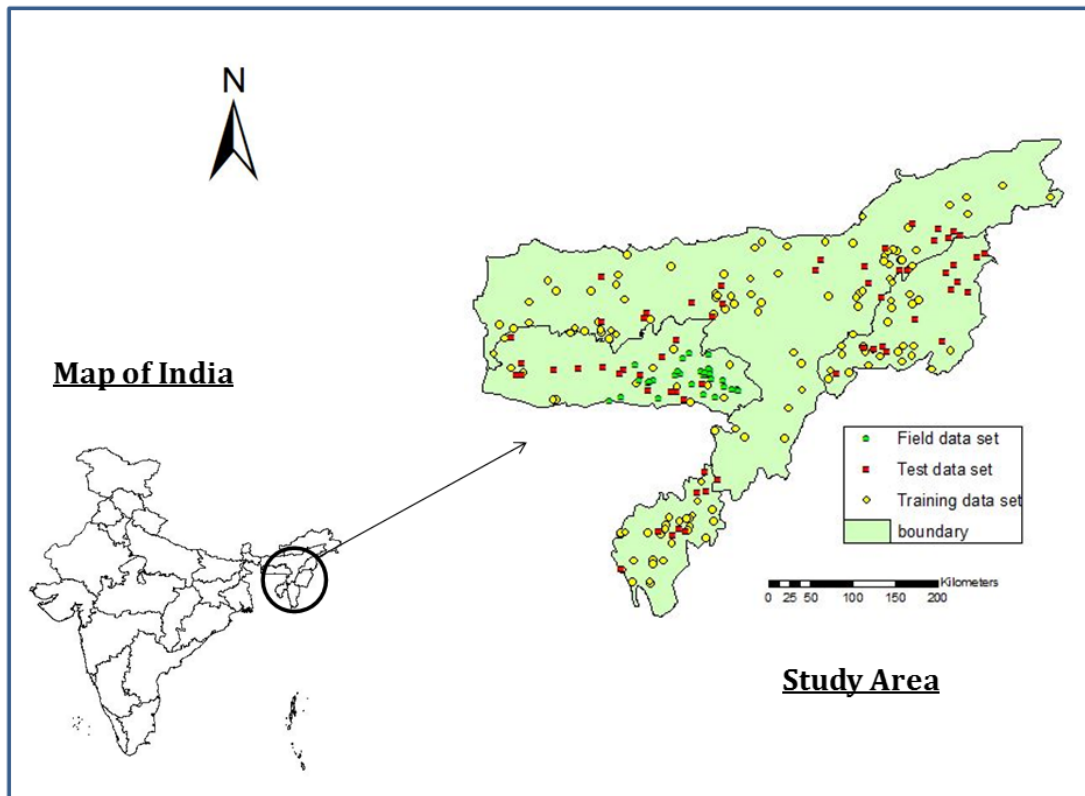 N
Map of India
Field data set
Test data set
Training data set
boundary
Kilometers
0 25 50 100 150 200
Study Area